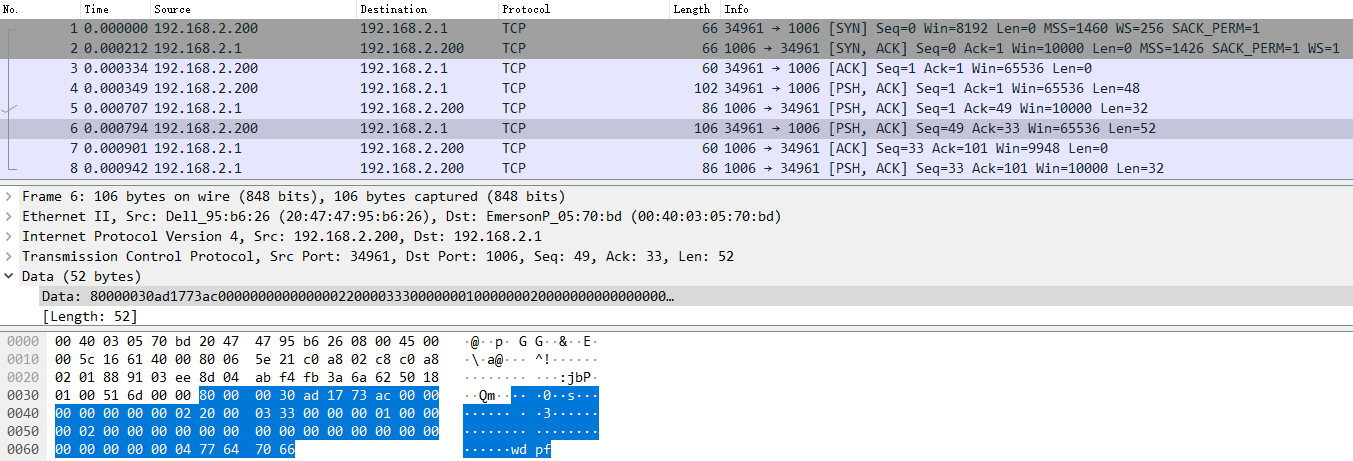 No. Time Source Destination Protocol Length Info
1 0.000000 192.168.2.200 192.168.2.1 TCP 66 34961 → 1006 [SYN] Seq=0 Win=8192 Len=0 MSS=1460 WS=256 SACK_PERM=1
2 0.000212 192.168.2.1 192.168.2.200 TCP 66 1006 → 34961 [SYN, ACK] Seq=0 Ack=1 Win=10000 Len=0 MSS=1426 SACK_PERM=1 WS=1
3 0.000334 192.168.2.200 192.168.2.1 TCP 60 34961 → 1006 [ACK] Seq=1 Ack=1 Win=65536 Len=0
4 0.000349 192.168.2.200 192.168.2.1 TCP 102 34961 → 1006 [PSH, ACK] Seq=1 Ack=1 Win=65536 Len=48
5 0.000707 192.168.2.1 192.168.2.200 TCP 86 1006 → 34961 [PSH, ACK] Seq=1 Ack=49 Win=10000 Len=32
6 0.000794 192.168.2.200 192.168.2.1 TCP 106 34961 → 1006 [PSH, ACK] Seq=49 Ack=33 Win=65536 Len=52
7 0.000901 192.168.2.1 192.168.2.200 TCP 60 1006 → 34961 [ACK] Seq=33 Ack=101 Win=9948 Len=0
8 0.000942 192.168.2.1 192.168.2.200 TCP 86 1006 → 34961 [PSH, ACK] Seq=33 Ack=101 Win=10000 Len=32
Frame 6: 106 bytes on wire (848 bits), 106 bytes captured (848 bits)
Ethernet II, Src: Dell_95:b6:26 (20:47:47:95:b6:26), Dst: EmersonP_05:70:bd (00:40:03:05:70:bd)
Internet Protocol Version 4, Src: 192.168.2.200, Dst: 192.168.2.1
Transmission Control Protocol, Src Port: 34961, Dst Port: 1006, Seq: 49, Ack: 33, Len: 52
Data (52 bytes)
Data: 80000030ad1773ac0000000000000002200003330000000100000002000000000000000…
[Length: 52]
0000 00 40 03 05 70 bd 20 47 47 95 b6 26 08 00 45 00 ·@··p· G G··&··E·
0010 00 5c 16 61 40 00 80 06 5e 21 c0 a8 02 c8 c0 a8 ·\·a@··· ^!······
0020 02 01 88 91 03 ee 8d 04 ab f4 fb 3a 6a 62 50 18 ········ ···:jbP·
0030 01 00 51 6d 00 00 80 00 00 30 ad 17 73 ac 00 00 ··Qm···· ·0··s···
0040 00 00 00 00 00 02 20 00 03 33 00 00 00 01 00 00 ······ · ·3······
0050 00 02 00 00 00 00 00 00 00 00 00 00 00 00 00 00 ········ ········
0060 00 00 00 00 00 04 77 64 70 66 ······wd pf